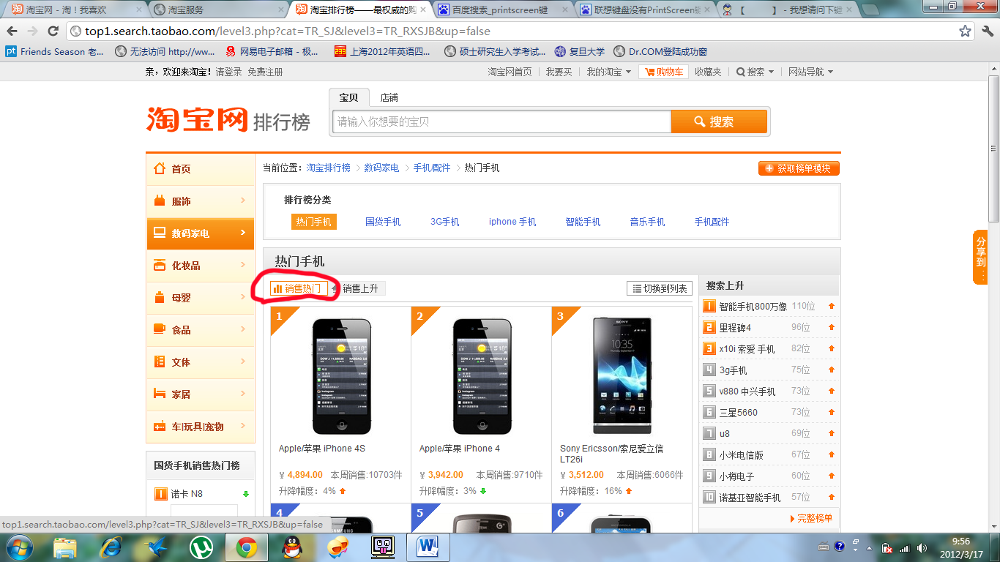 淘宝网 - 淘！我喜欢
淘宝服务
淘宝排行榜——最权威的购
百度搜索_printscreen键
联想键盘没有PrintScreen键
【 】 - 我想请问下键
top1.search.taobao.com/level3.php?cat=TR_SJ&level3=TR_RXSJB&up=false
Friends Season 老...
无法访问 http://ww...
网易电子邮箱 - 极...
上海2012年英语四...
硕士研究生入学考试...
复旦大学
Dr.COM登陆成功窗
亲，欢迎来淘宝！请登录 免费注册
淘宝网首页
我要买
我的淘宝
购物车
收藏夹
搜索
网站导航
宝贝
店铺
淘宝网 排行榜
请输入你想要的宝贝
搜索
首页
服饰
数码家电
化妆品
母婴
食品
文体
家居
车|玩具|宠物
国货手机销售热门榜
1 诺卡 N8
当前位置：淘宝排行榜 > 数码家电 > 手机/配件 > 热门手机
获取榜单模块
排行榜分类
热门手机
国货手机
3G手机
iphone 手机
智能手机
音乐手机
手机配件
热门手机
销售热门
销售上升
切换到列表
1
Apple/苹果 iPhone 4S
¥ 4,894.00 本周销售:10703件
升降幅度：4%
2
Apple/苹果 iPhone 4
¥ 3,942.00 本周销售:9710件
升降幅度：3%
3
SONY
10:35
Sony Ericsson/索尼爱立信
LT26i
¥ 3,512.00 本周销售:6066件
升降幅度：16%
4
5
6
搜索上升
1 智能手机800万像 110位
2 里程碑4 96位
3 x10i 索爱 手机 82位
4 3g手机 75位
5 v880 中兴手机 73位
6 三星5660 73位
7 u8 69位
8 小米电信版 67位
9 小梅电子 60位
10 诺基亚智能手机 57位
完整榜单
分享到
top1.search.taobao.com/level3.php?cat=TR_SJ&level3=TR_RXSJB&up=false
9:56
2012/3/17